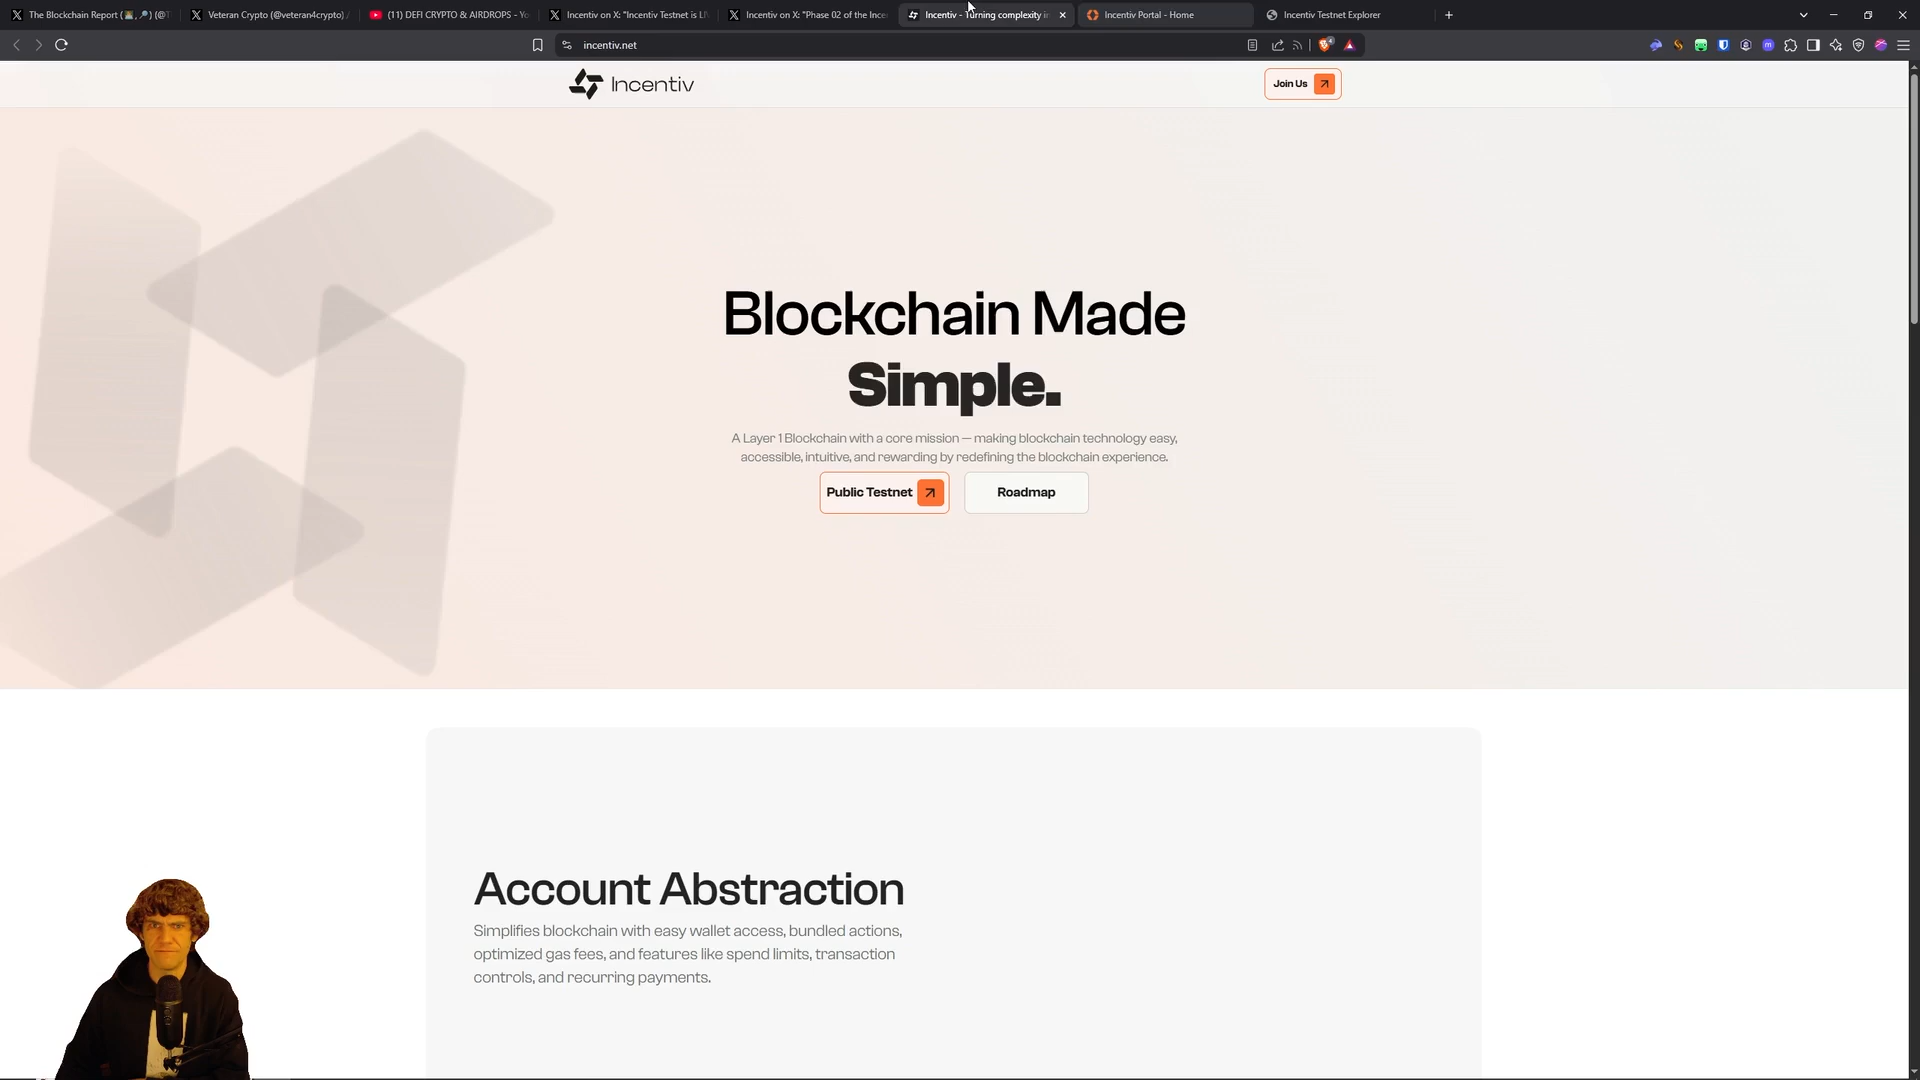 The Blockchain Report (
Veteran Crypto (@veteran4crypto) /
(11) DEFI CRYPTO & AIRDROPS - Yo
Incentiv on X: "Incentiv Testnet is LIV
Incentiv on X: "Phase 02 of the Ince
Incentiv - Turning complexity in
Incentiv Portal - Home
Incentiv Testnet Explorer
incentiv.net
Incentiv
Join Us
Blockchain Made
Simple.
A Layer 1 Blockchain with a core mission — making blockchain technology easy,
accessible, intuitive, and rewarding by redefining the blockchain experience.
Public Testnet
Roadmap
Account Abstraction
Simplifies blockchain with easy wallet access, bundled actions,
optimized gas fees, and features like spend limits, transaction
controls, and recurring payments.